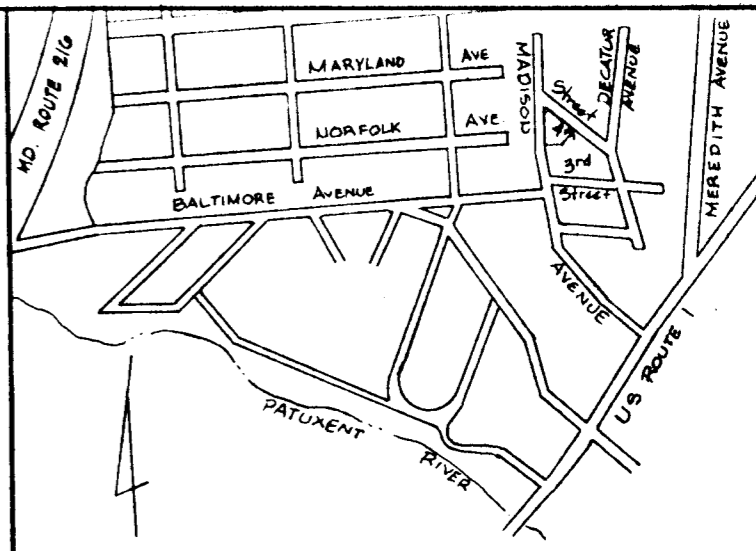 MD. ROUTE 216
MARYLAND AVE
NORFOLK AVE
BALTIMORE AVENUE
MADISON
AVENUE
Street
4th
3rd
Street
DECATUR
AVENUE
MEREDITH AVENUE
US ROUTE 1
PATUXENT
RIVER